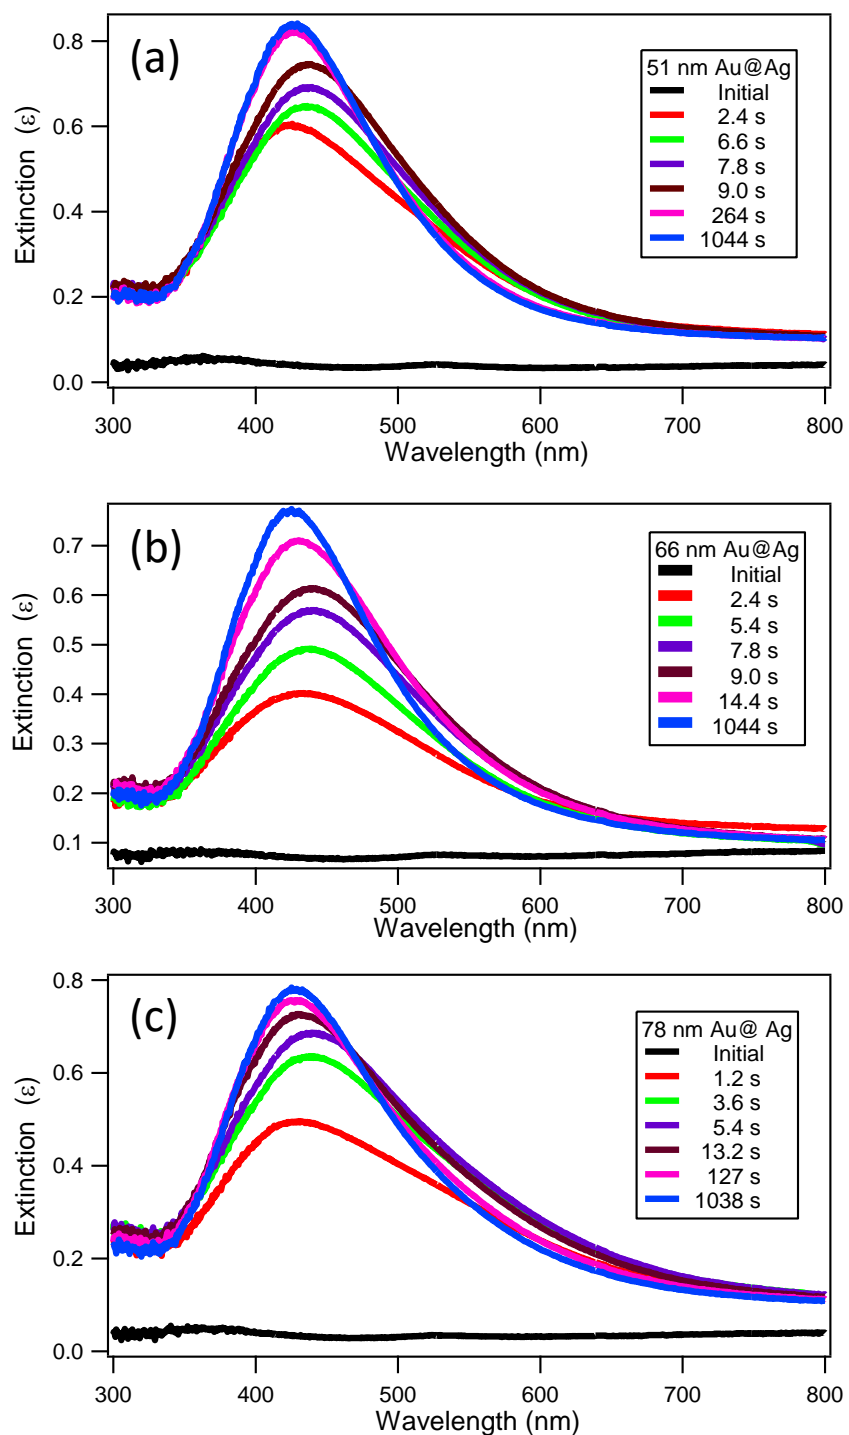 (a)
51 nm Au@Ag
Initial
2.4 s
6.6 s
7.8 s
9.0 s
264 s
1044 s
Extinction (ε)
0.8
0.6
0.4
0.2
0.0
300 400 500 600 700 800
Wavelength (nm)
(b)
66 nm Au@Ag
Initial
2.4 s
5.4 s
7.8 s
9.0 s
14.4 s
1044 s
Extinction (ε)
0.7
0.6
0.5
0.4
0.3
0.2
0.1
300 400 500 600 700 800
Wavelength (nm)
(c)
78 nm Au@ Ag
Initial
1.2 s
3.6 s
5.4 s
13.2 s
127 s
1038 s
Extinction (ε)
0.8
0.6
0.4
0.2
0.0
300 400 500 600 700 800
Wavelength (nm)